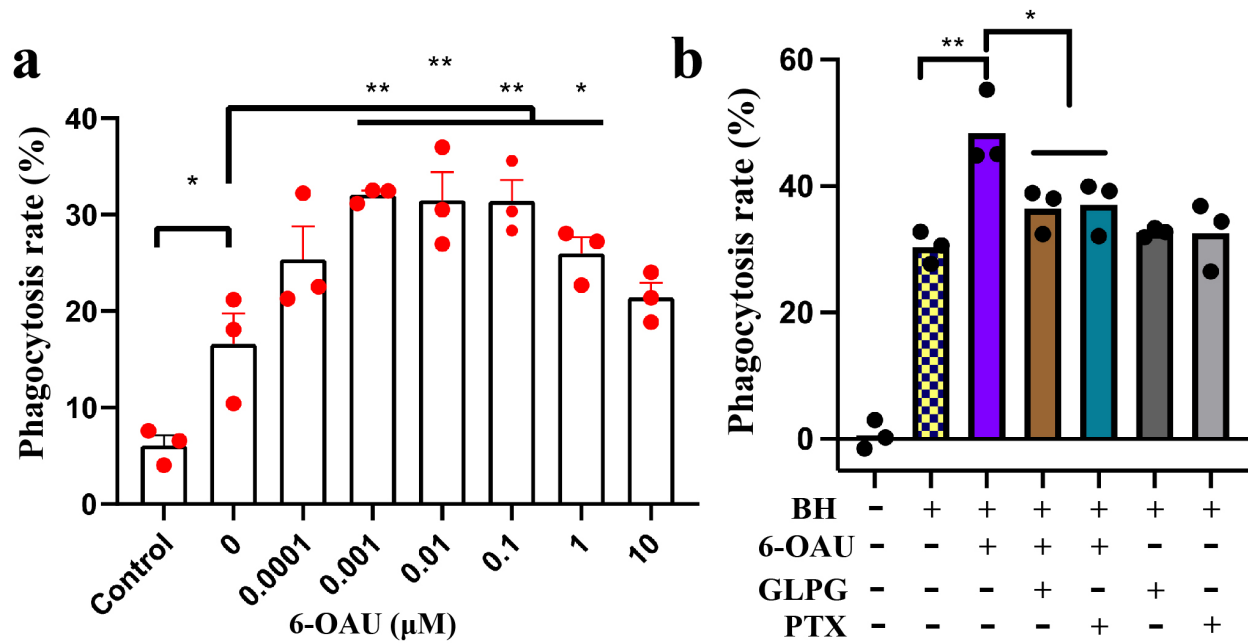 a
Phagocytosis rate (%)
40
30
20
10
0
*
**
**
**
*
Control
0
0.0001
0.001
0.01
0.1
1
10
6-OAU (μM)
b
Phagocytosis rate (%)
60
40
20
0
**
*
BH - + + + + + +
6-OAU - - + + + - -
GLPG - - - + - + -
PTX - - - - + - +